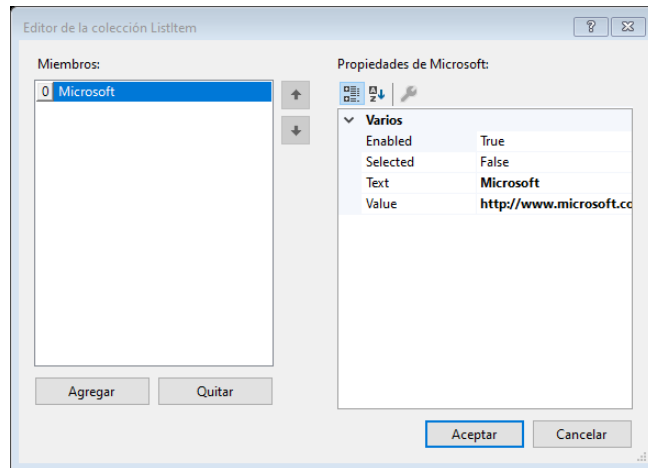 Editor de la colección ListItem
?
Miembros:
0 Microsoft
Agregar
Quitar
Propiedades de Microsoft:
Varios
Enabled True
Selected False
Text Microsoft
Value http://www.microsoft.cc
Aceptar
Cancelar